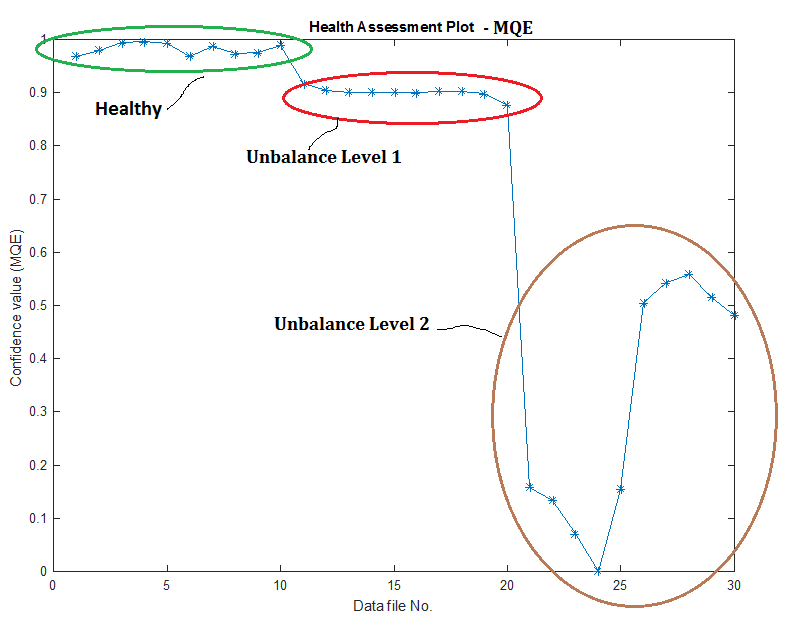 Health Assessment Plot - MQE
1
0.9
0.8
0.7
0.6
0.5
0.4
0.3
0.2
0.1
0
Healthy
Unbalance Level 1
Unbalance Level 2
Confidence value (MQE)
0 5 10 15 20 25 30
Data file No.